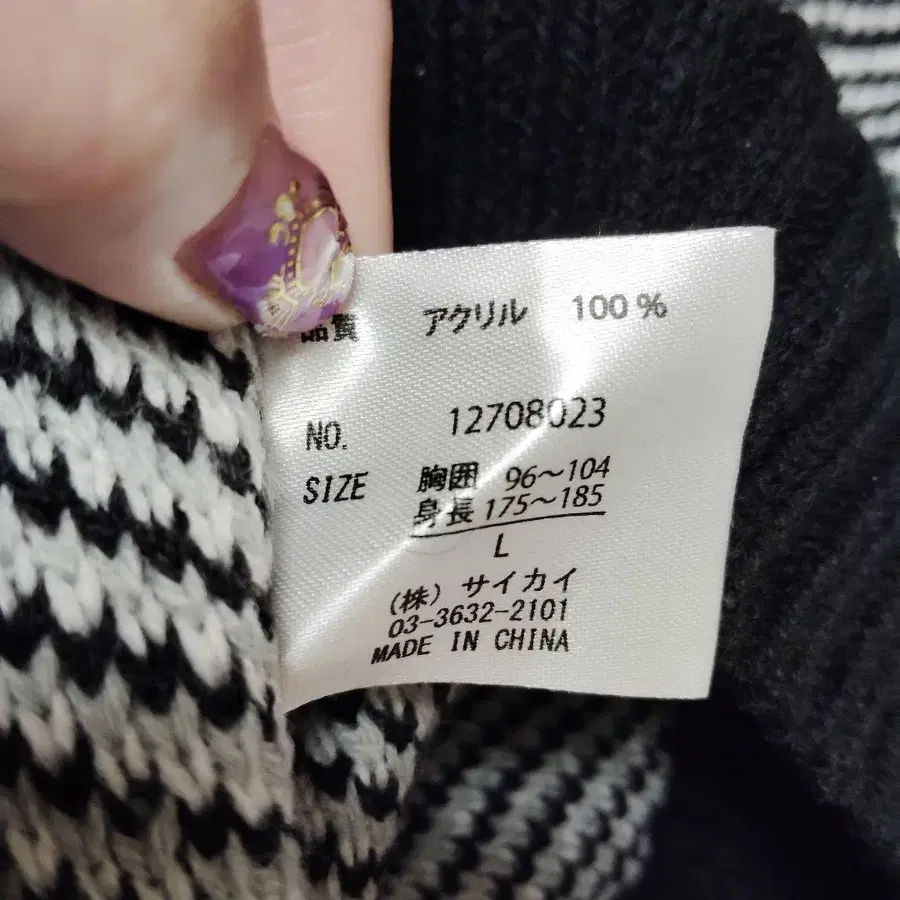 品質 アクリル 100 %
NO. 12708023
SIZE 胸囲 96～104
身長 175～185
L
（株）サイカイ
03-3632-2101
MADE IN CHINA